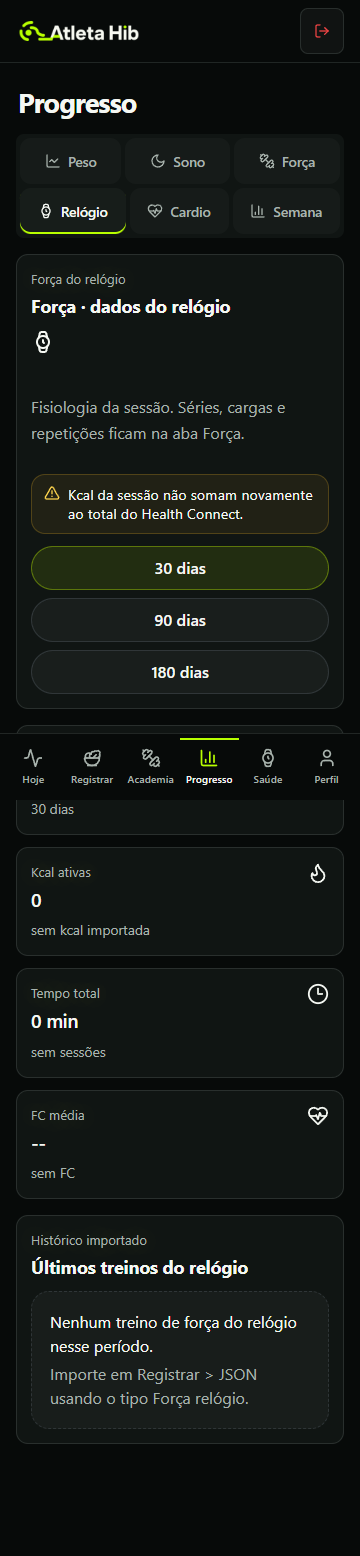 Atleta Hib
Progresso
Peso
Sono
Força
Relógio
Cardio
Semana
Força do relógio
Força · dados do relógio
Fisiologia da sessão. Séries, cargas e
repetições ficam na aba Força.
Kcal da sessão não somam novamente
ao total do Health Connect.
30 dias
90 dias
180 dias
Hoje
Registrar
Academia
Progresso
Saúde
Perfil
30 dias
Kcal ativas
0
sem kcal importada
Tempo total
0 min
sem sessões
FC média
--
sem FC
Histórico importado
Últimos treinos do relógio
Nenhum treino de força do relógio
nesse período.
Importe em Registrar > JSON
usando o tipo Força relógio.